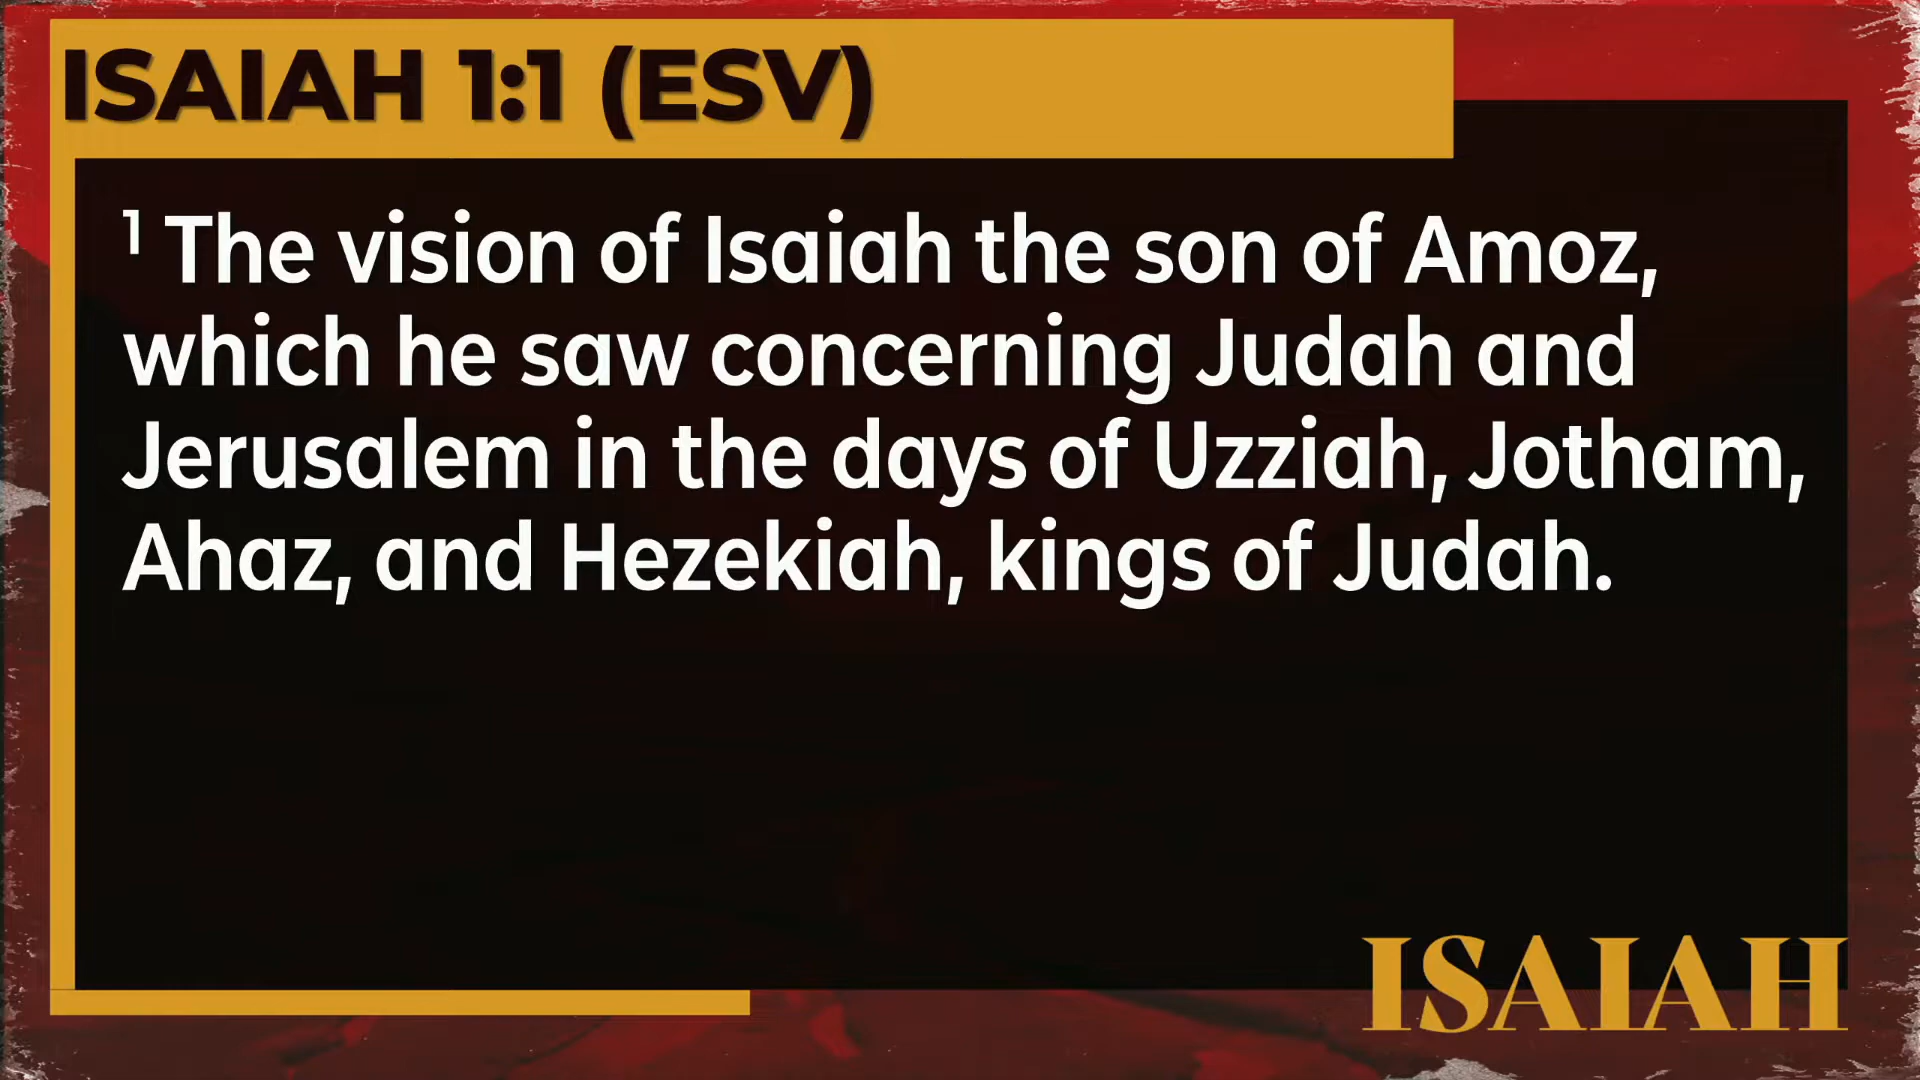 ISAIAH 1:1 (ESV)
1 The vision of Isaiah the son of Amoz,
which he saw concerning Judah and
Jerusalem in the days of Uzziah, Jotham,
Ahaz, and Hezekiah, kings of Judah.
ISAIAH